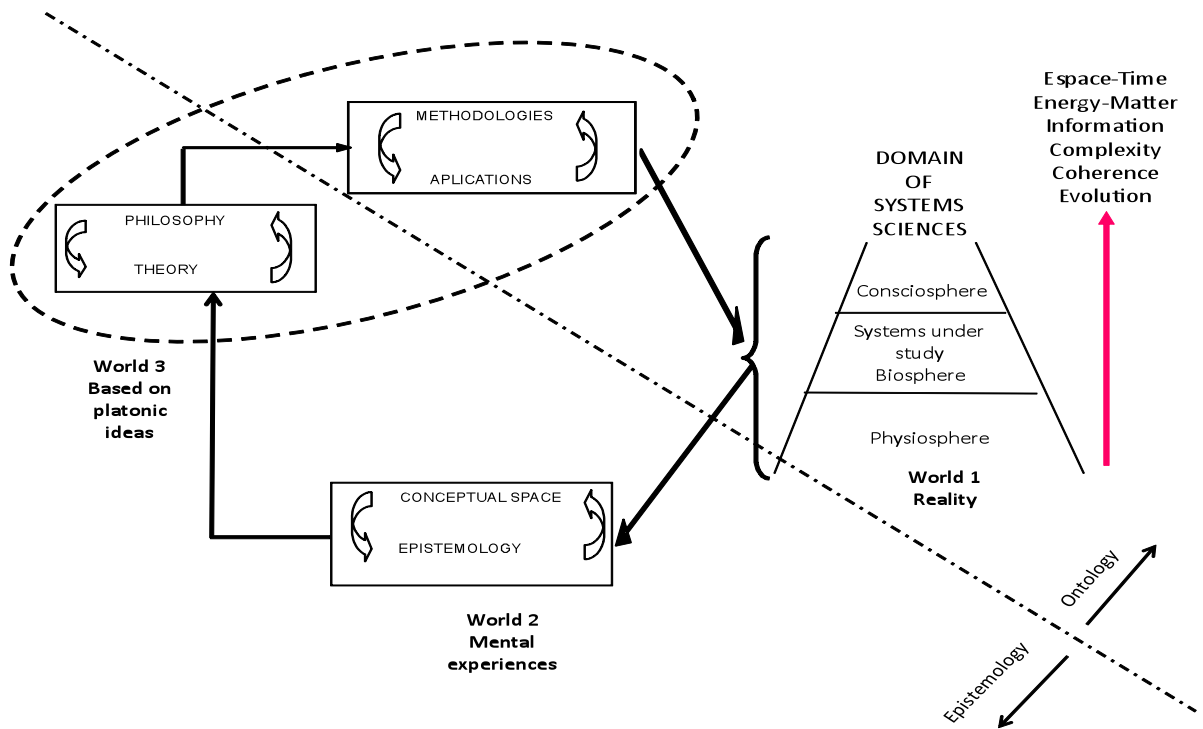 METHODOLOGIES
APLICATIONS
PHILOSOPHY
THEORY
World 3
Based on
platonic
ideas
CONCEPTUAL SPACE
EPISTEMOLOGY
World 2
Mental
experiences
DOMAIN
OF
SYSTEMS
SCIENCES
Consciosphere
Systems under
study
Biosphere
Physiosphere
World 1
Reality
Espace-Time
Energy-Matter
Information
Complexity
Coherence
Evolution
Ontology
Epistemology